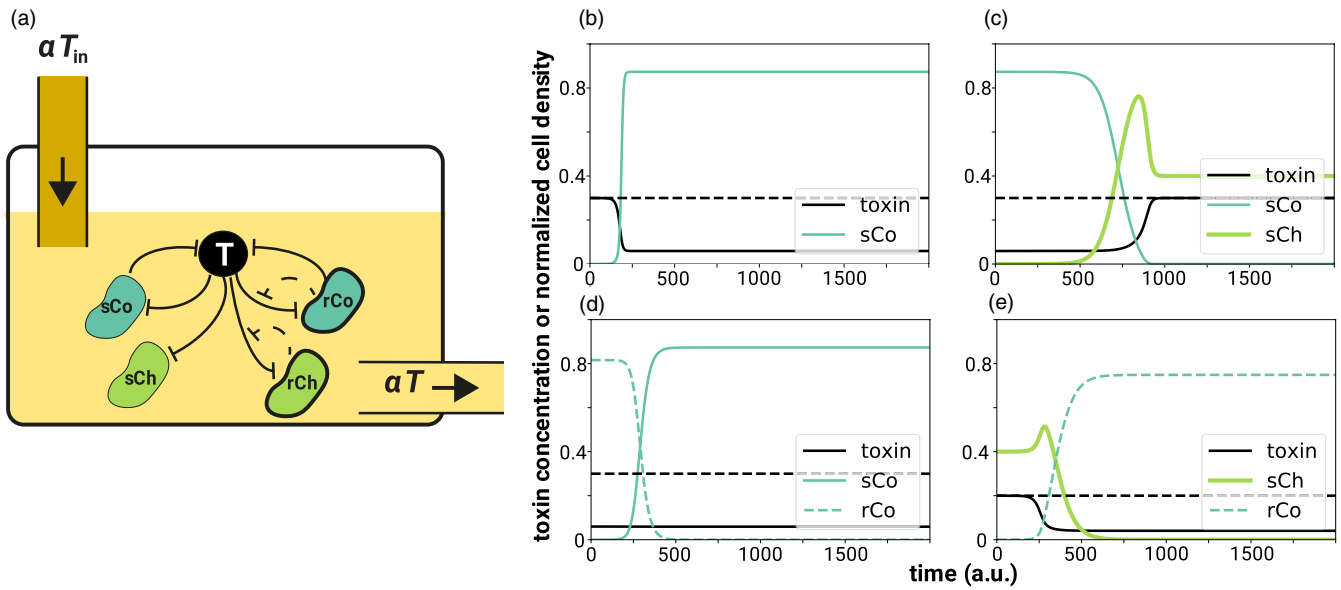 (a)
αT_in
T
sCo
rCo
sCh
rCh
αT
toxin concentration or normalized cell density
(b)
0.8
0.4
0
toxin
sCo
0 500 1000 1500
(c)
0.8
0.4
0
toxin
sCo
sCh
0 500 1000 1500
(d)
0.8
0.4
0
toxin
sCo
rCo
0 500 1000 1500
(e)
0.8
0.4
0
toxin
sCh
rCo
0 500 1000 1500
time (a.u.)